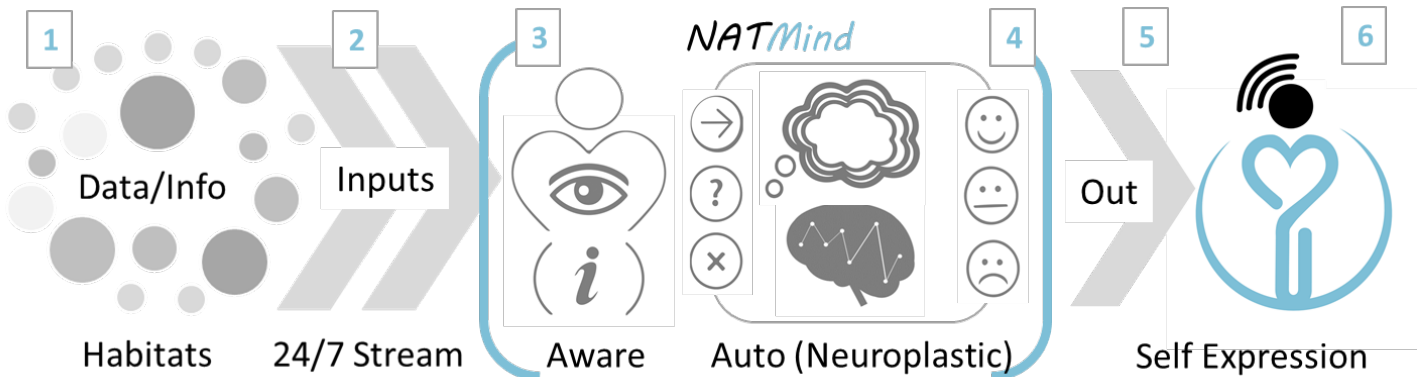 1
2
3
NATMind
4
5
6
Data/Info
Inputs
→
?
×
i
Out
Habitats
24/7 Stream
Aware
Auto (Neuroplastic)
Self Expression